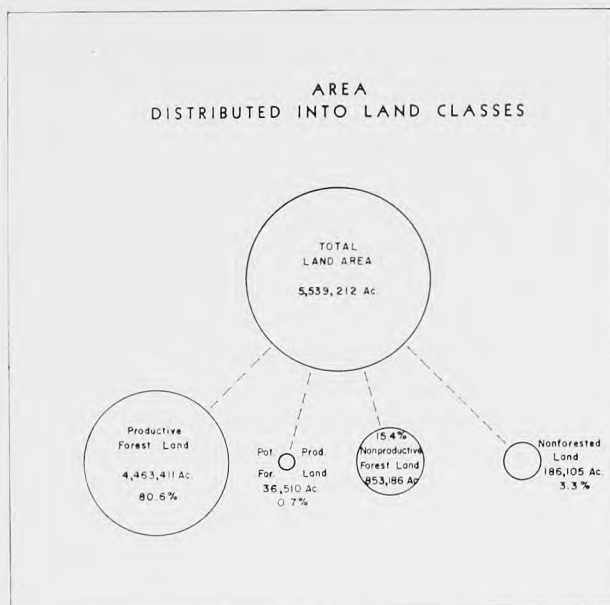 AREA
DISTRIBUTED INTO LAND CLASSES
TOTAL
LAND AREA
5,539,212 Ac.
Productive
Forest Land
4,463,411 Ac.
80.6%
Pot. Prod.
For. Land
36,510 Ac.
0.7%
15.4%
Nonproductive
Forest Land
853,186 Ac.
Nonforested
Land
186,105 Ac.
3.3%